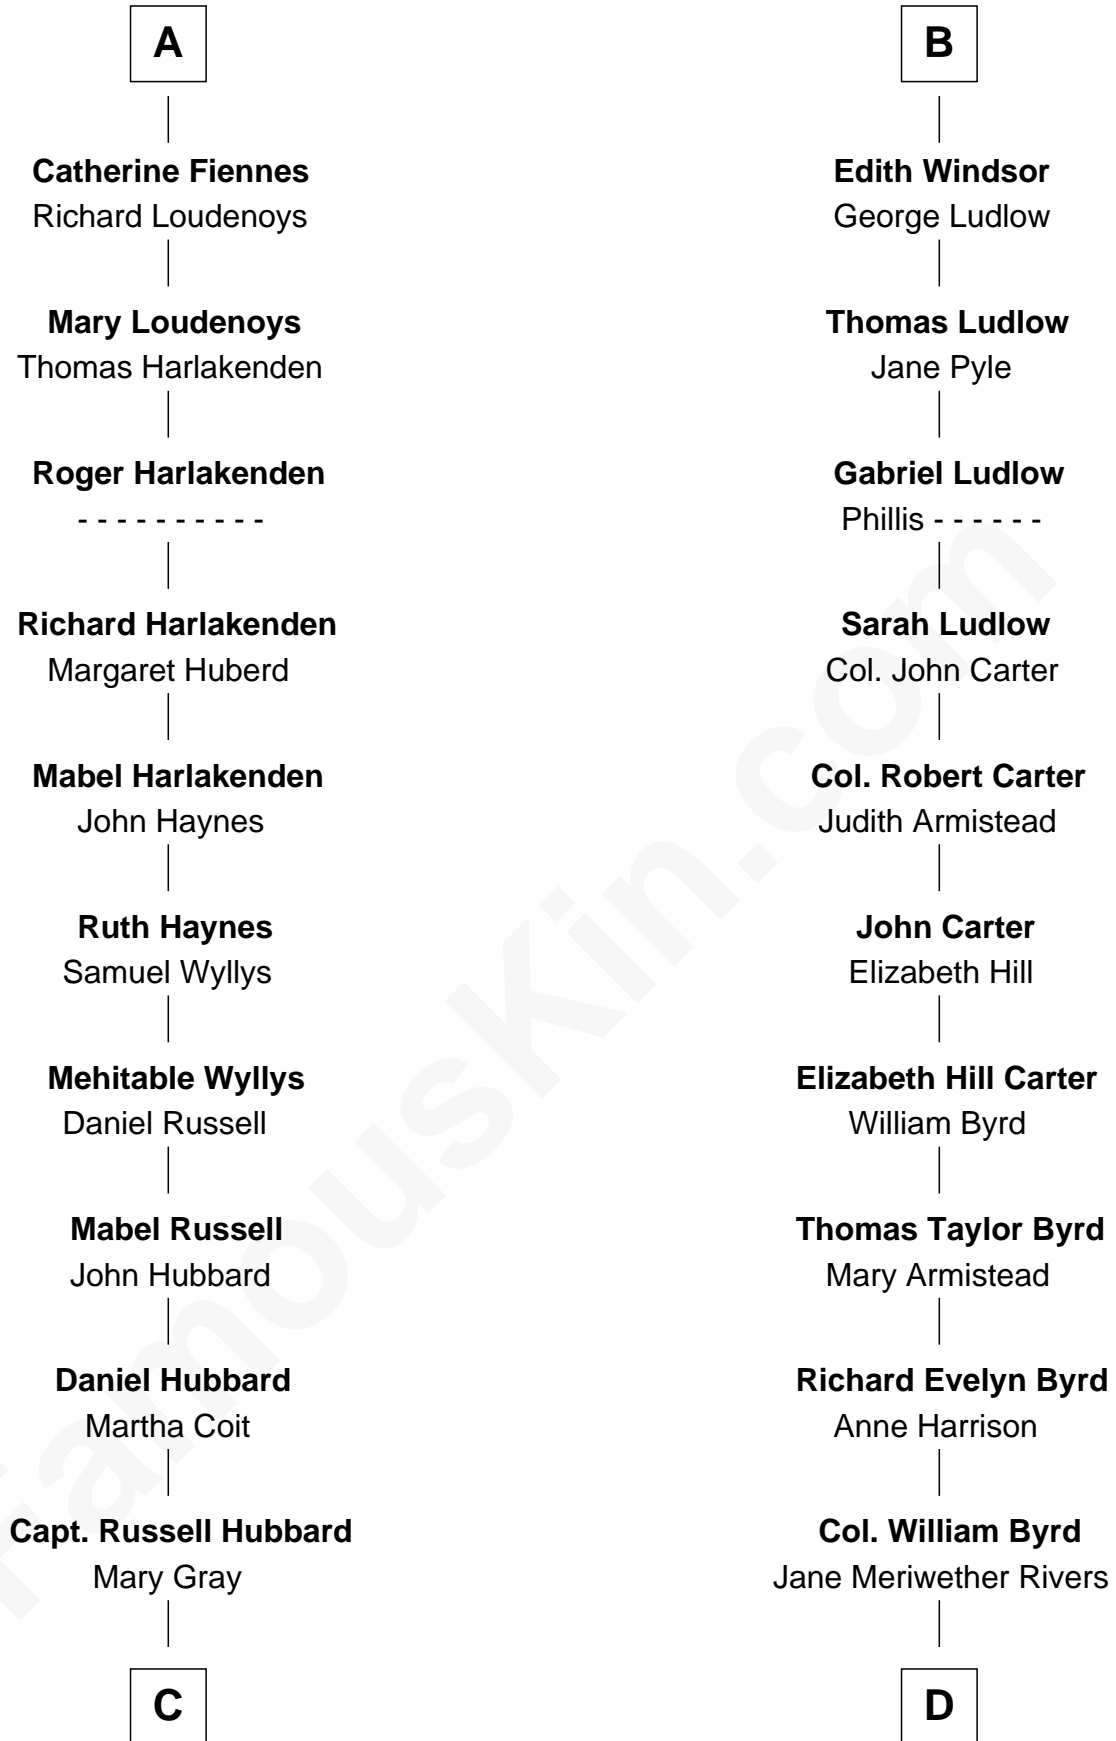 A
Catherine Fiennes
Richard Loudenoys
Mary Loudenoys
Thomas Harlakenden
Roger Harlakenden
- - - - - - - - - -
Richard Harlakenden
Margaret Huberd
Mabel Harlakenden
John Haynes
Ruth Haynes
Samuel Wyllys
Mehitable Wyllys
Daniel Russell
Mabel Russell
John Hubbard
Daniel Hubbard
Martha Coit
Capt. Russell Hubbard
Mary Gray
C
B
Edith Windsor
George Ludlow
Thomas Ludlow
Jane Pyle
Gabriel Ludlow
Phillis - - - - - -
Sarah Ludlow
Col. John Carter
Col. Robert Carter
Judith Armistead
John Carter
Elizabeth Hill
Elizabeth Hill Carter
William Byrd
Thomas Taylor Byrd
Mary Armistead
Richard Evelyn Byrd
Anne Harrison
Col. William Byrd
Jane Meriwether Rivers
D
FamousKin.com